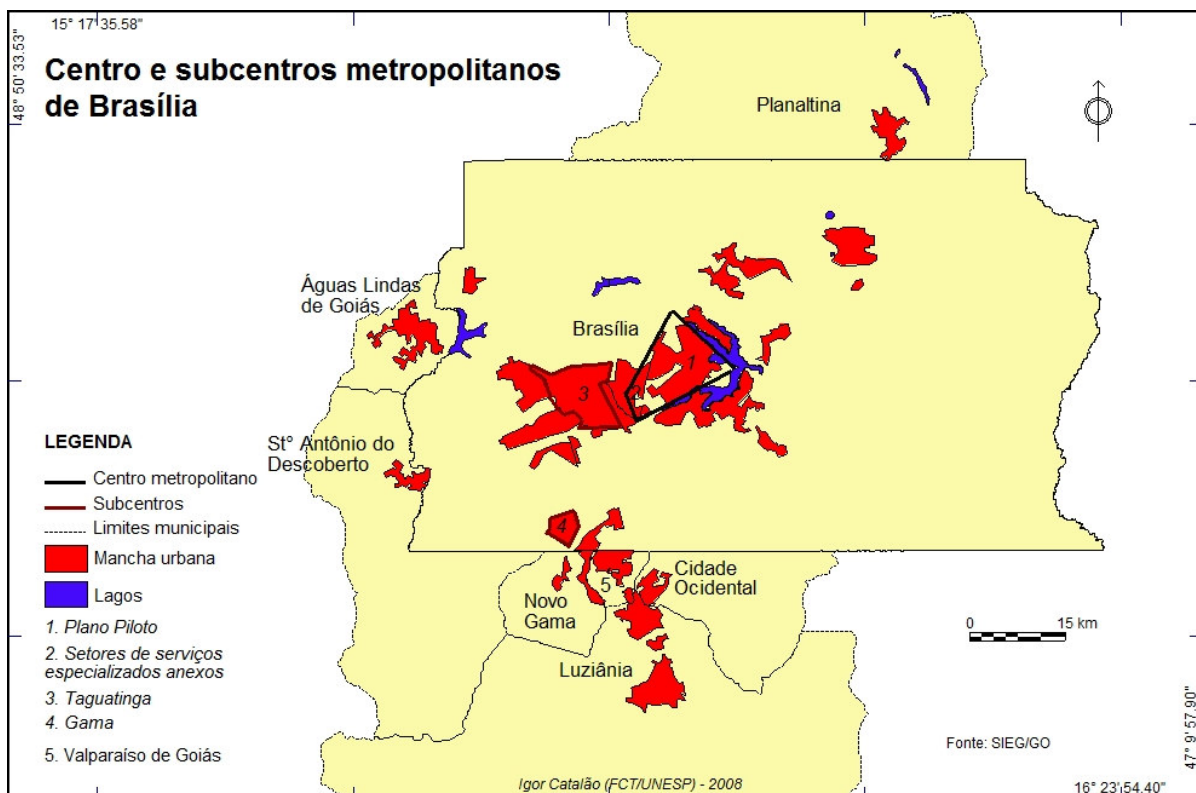 15° 17'35.58"
48° 50'33.53"
Centro e subcentros metropolitanos
de Brasília
Planaltina
Águas Lindas
de Goiás
Brasília
1
2
3
St° Antônio do
Descoberto
4
5
Cidade
Ocidental
Novo
Gama
Luziânia
LEGENDA
Centro metropolitano
Subcentros
Limites municipais
Mancha urbana
Lagos
1. Plano Piloto
2. Setores de serviços
especializados anexos
3. Taguatinga
4. Gama
5. Valparaíso de Goiás
0 15 km
Fonte: SIEG/GO
Igor Catalão (FCT/UNESP) - 2008
47° 9'57.90"
16° 23'54.40"